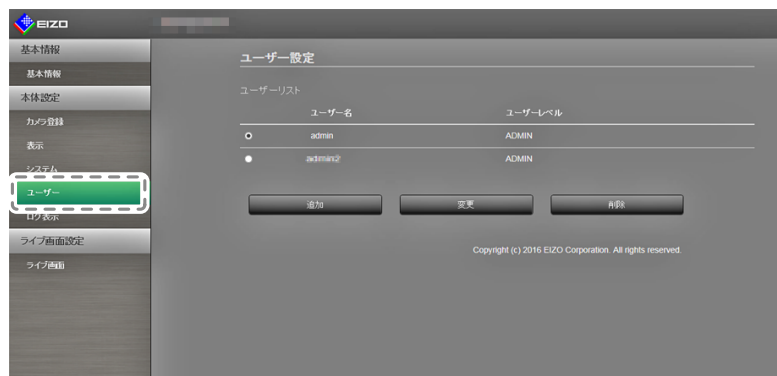 EIZO
基本情報
基本情報
本体設定
カメラ登録
表示
システム
ユーザー
ログ表示
ライブ画面設定
ライブ画面
ユーザー設定
ユーザーリスト
ユーザー名 ユーザーレベル
admin ADMIN
admin2 ADMIN
追加 変更 削除
Copyright (c) 2016 EIZO Corporation. All rights reserved.